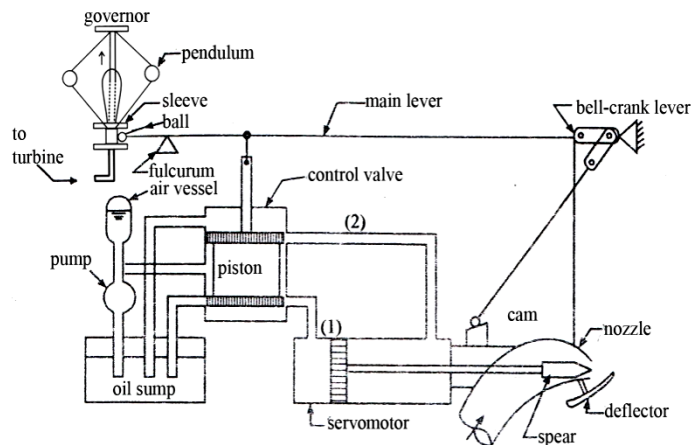 governor
pendulum
sleeve
ball
main lever
bell-crank lever
to
turbine
fulcurum
air vessel
control valve
(2)
pump
piston
(1)
cam
nozzle
oil sump
deflector
servomotor
spear